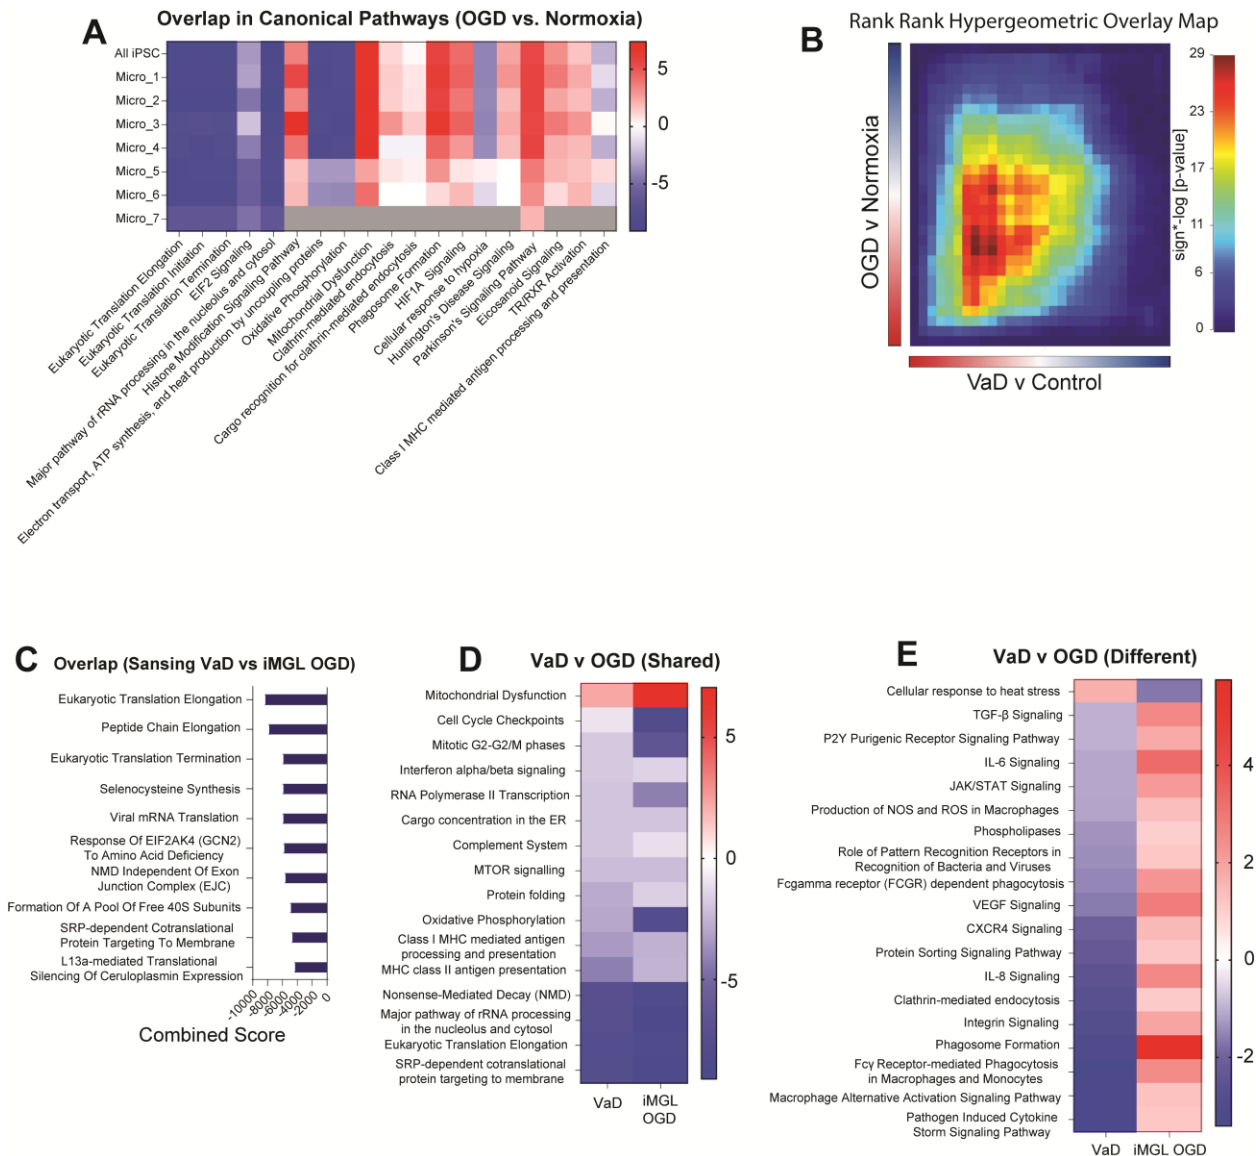 A
Overlap in Canonical Pathways (OGD vs. Normoxia)
All iPSC
Micro_1
Micro_2
Micro_3
Micro_4
Micro_5
Micro_6
Micro_7
5
0
-5
Eukaryotic Translation Elongation
Eukaryotic Translation Initiation
Eukaryotic Translation Termination
EIF2 Signaling
Major pathway of rRNA processing in the nucleolus and cytosol
Histone Modification Signaling Pathway
Electron transport, ATP synthesis, and heat production by uncoupling proteins
Oxidative Phosphorylation
Mitochondrial Dysfunction
Clathrin-mediated endocytosis
Cargo recognition for clathrin-mediated endocytosis
Phagosome Formation
HIF1A Signaling
Cellular response to hypoxia
Huntington's Disease Signaling
Parkinson's Signaling Pathway
Eicosanoid Signaling
TR/RXR Activation
Class I MHC mediated antigen processing and presentation
B
Rank Rank Hypergeometric Overlay Map
OGD v Normoxia
VaD v Control
29
23
17
11
6
0
sign*-log [p-value]
C
Overlap (Sansing VaD vs iMGL OGD)
Eukaryotic Translation Elongation
Peptide Chain Elongation
Eukaryotic Translation Termination
Selenocysteine Synthesis
Viral mRNA Translation
Response Of EIF2AK4 (GCN2)
To Amino Acid Deficiency
NMD Independent Of Exon
Junction Complex (EJC)
Formation Of A Pool Of Free 40S Subunits
SRP-dependent Cotranslational
Protein Targeting To Membrane
L13a-mediated Translational
Silencing Of Ceruloplasmin Expression
-10000
-8000
-6000
-4000
-2000
0
Combined Score
D
VaD v OGD (Shared)
Mitochondrial Dysfunction
Cell Cycle Checkpoints
Mitotic G2-G2/M phases
Interferon alpha/beta signaling
RNA Polymerase II Transcription
Cargo concentration in the ER
Complement System
MTOR signalling
Protein folding
Oxidative Phosphorylation
Class I MHC mediated antigen
processing and presentation
MHC class II antigen presentation
Nonsense-Mediated Decay (NMD)
Major pathway of rRNA processing
in the nucleolus and cytosol
Eukaryotic Translation Elongation
SRP-dependent cotranslational
protein targeting to membrane
VaD
iMGL
OGD
5
0
-5
E
VaD v OGD (Different)
Cellular response to heat stress
TGF-β Signaling
P2Y Purigenic Receptor Signaling Pathway
IL-6 Signaling
JAK/STAT Signaling
Production of NOS and ROS in Macrophages
Phospholipases
Role of Pattern Recognition Receptors in
Recognition of Bacteria and Viruses
Fcgamma receptor (FCGR) dependent phagocytosis
VEGF Signaling
CXCR4 Signaling
Protein Sorting Signaling Pathway
IL-8 Signaling
Clathrin-mediated endocytosis
Integrin Signaling
Phagosome Formation
Fcγ Receptor-mediated Phagocytosis
in Macrophages and Monocytes
Macrophage Alternative Activation Signaling Pathway
Pathogen Induced Cytokine
Storm Signaling Pathway
VaD
iMGL OGD
4
2
0
-2